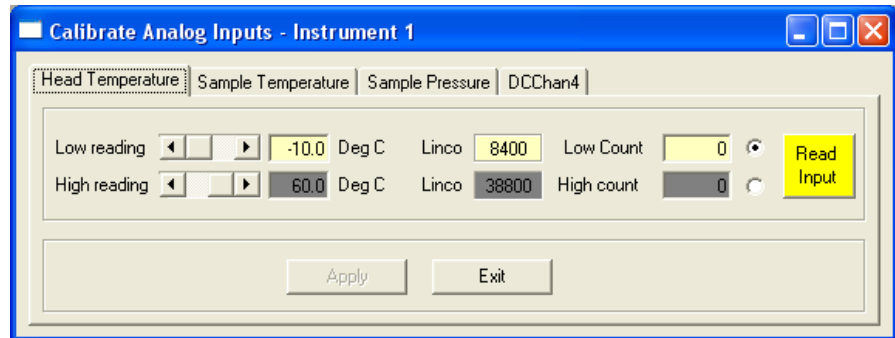 Calibrate Analog Inputs - Instrument 1
Head Temperature Sample Temperature Sample Pressure DCChan4
Low reading -10.0 Deg C Linco 8400 Low Count 0 Read
High reading 60.0 Deg C Linco 38800 High count 0 Input
Apply Exit